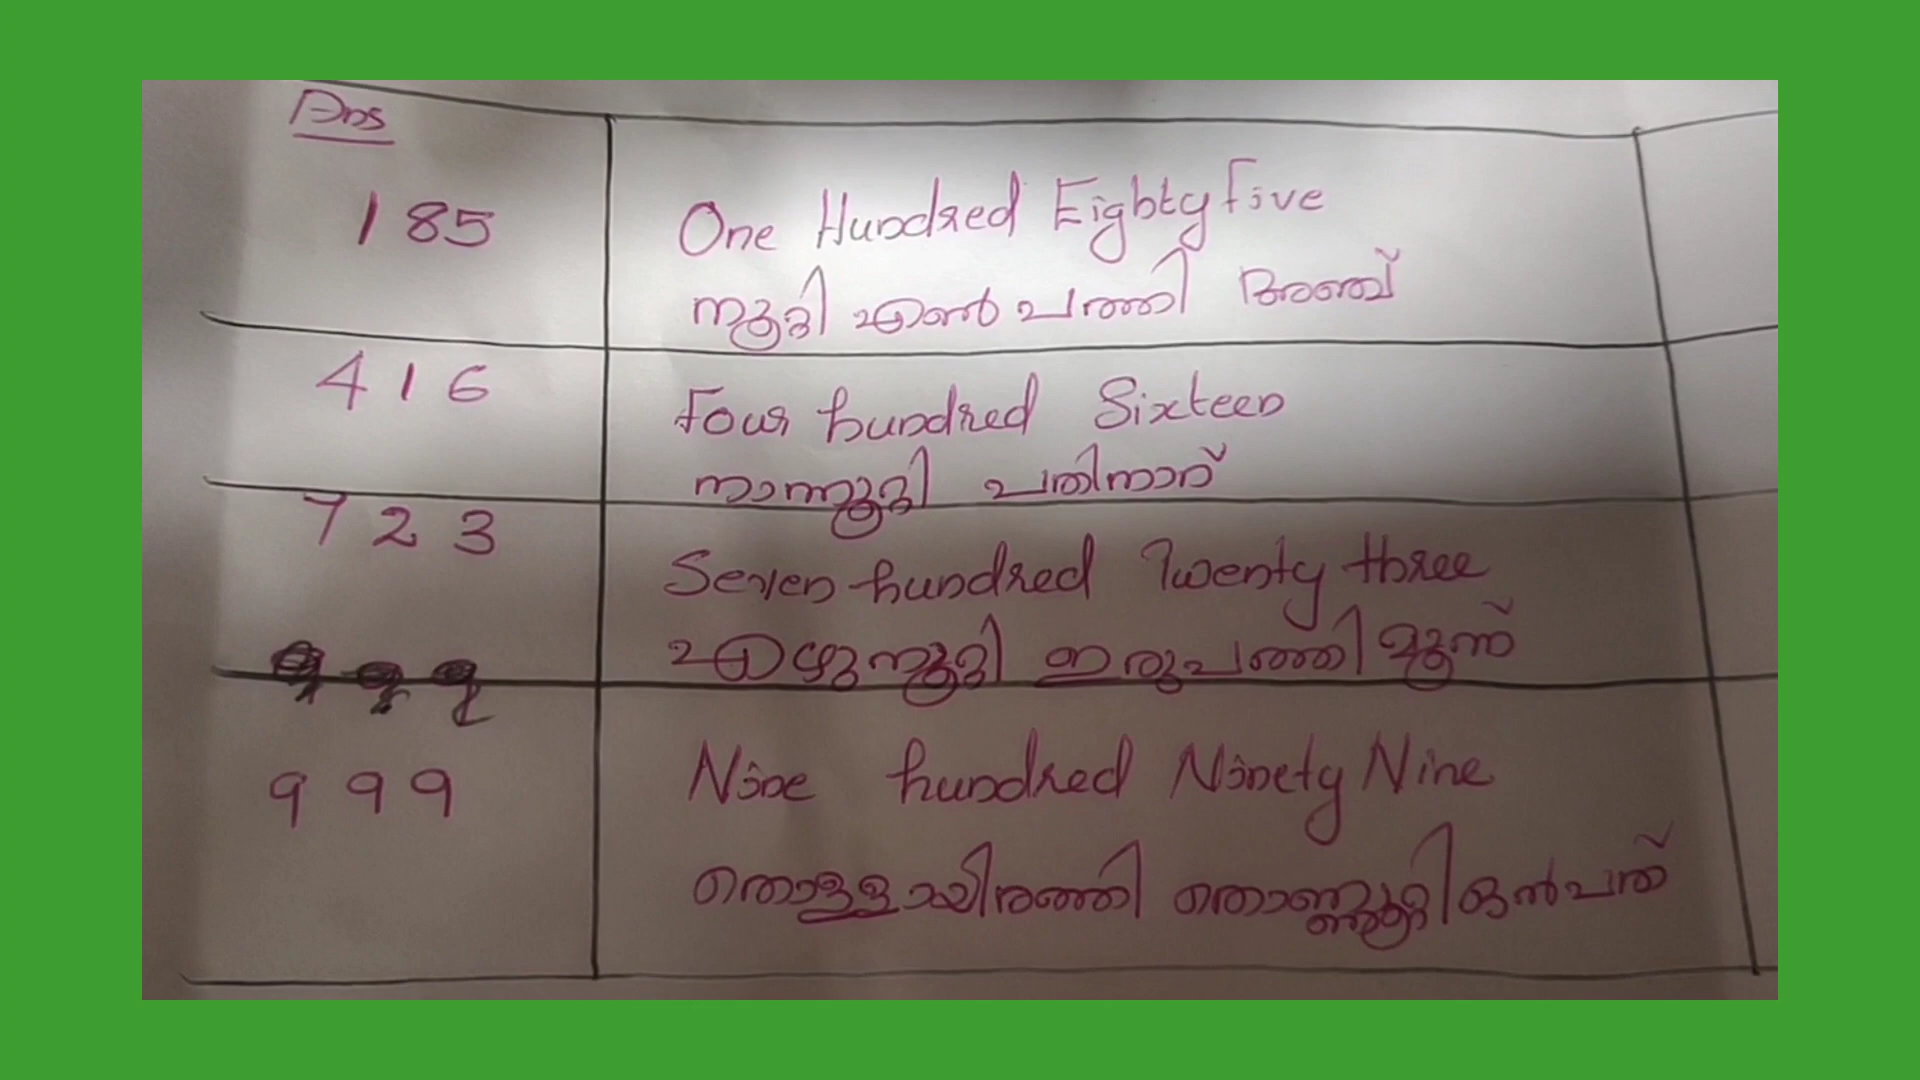 Ans
185
One Hundred Eighty Five
നൂറ്റി എൺപത്തി അഞ്ച്
416
Four hundred Sixteen
നാന്നൂറ്റി പതിനാറ്
723
Seven hundred Twenty three
എഴുന്നൂറ്റി ഇരുപത്തി മൂന്ന്
999
Nine hundred Ninety Nine
തൊള്ളായിരത്തി തൊണ്ണൂറ്റി ഒൻപത്